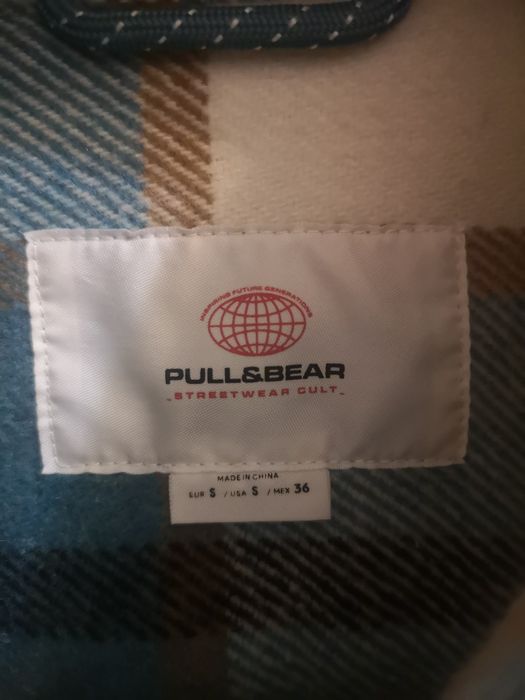 INSPIRING FUTURE GENERATIONS
PULL&BEAR
~STREETWEAR CULT~
MADE IN CHINA
EUR S / USA S / MEX 36